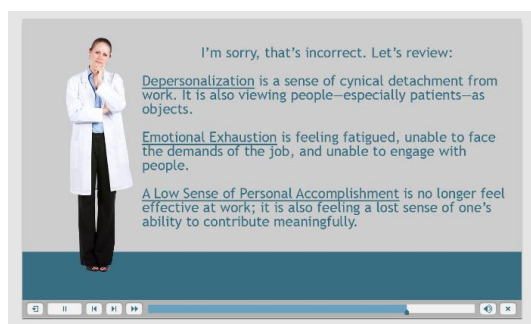 I'm sorry, that's incorrect. Let's review:
Depersonalization is a sense of cynical detachment from
work. It is also viewing people—especially patients—as
objects.
Emotional Exhaustion is feeling fatigued, unable to face
the demands of the job, and unable to engage with
people.
A Low Sense of Personal Accomplishment is no longer feel
effective at work; it is also feeling a lost sense of one's
ability to contribute meaningfully.